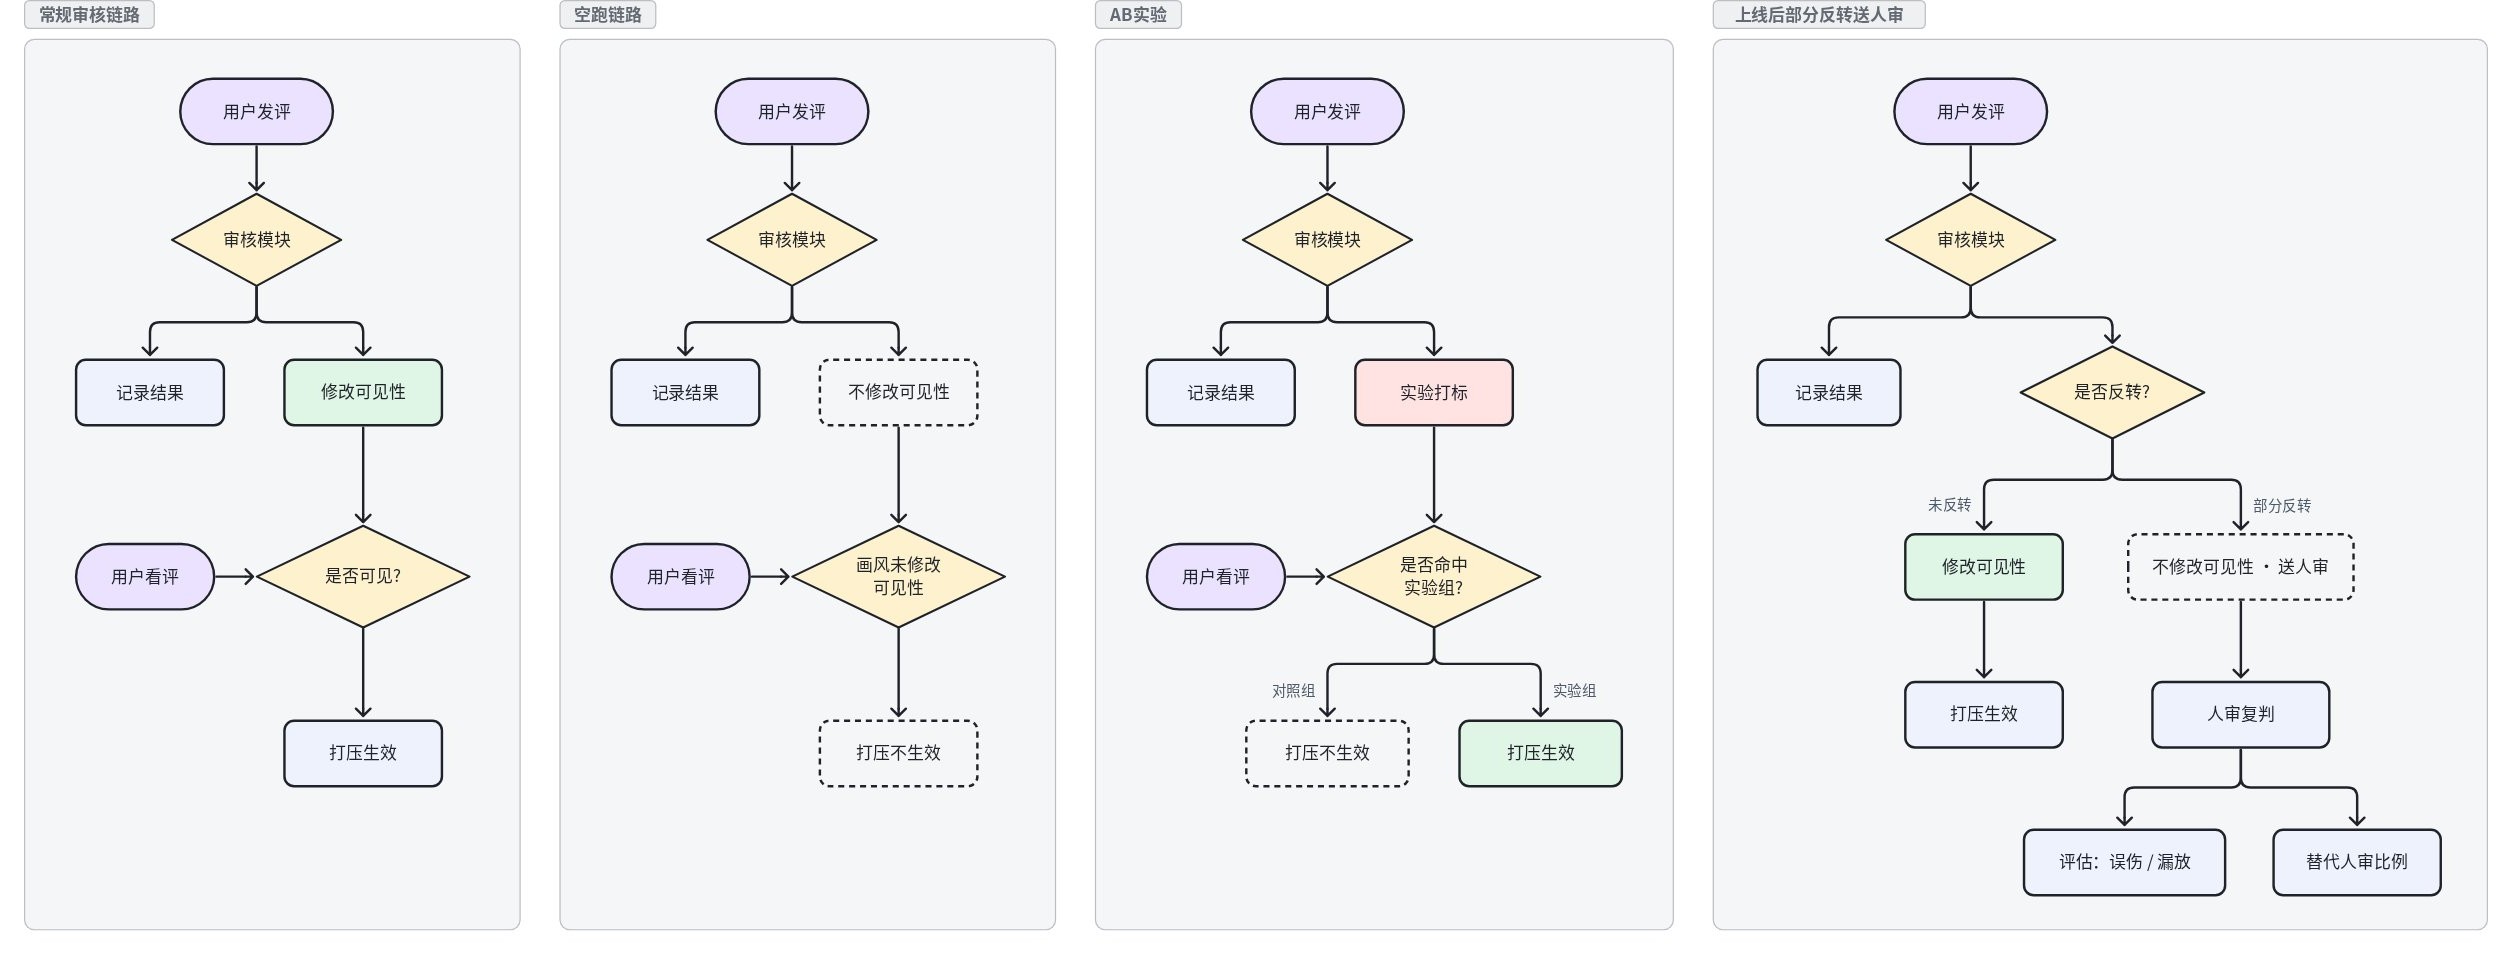 常规审核链路
用户发评
审核模块
记录结果
修改可见性
用户看评
是否可见?
打压生效
空跑链路
用户发评
审核模块
记录结果
不修改可见性
用户看评
画风未修改
可见性
打压不生效
AB实验
用户发评
审核模块
记录结果
实验打标
用户看评
是否命中
实验组?
对照组
实验组
打压不生效
打压生效
上线后部分反转送人审
用户发评
审核模块
记录结果
是否反转?
未反转
部分反转
修改可见性
不修改可见性 · 送人审
打压生效
人审复判
评估：误伤 / 漏放
替代人审比例